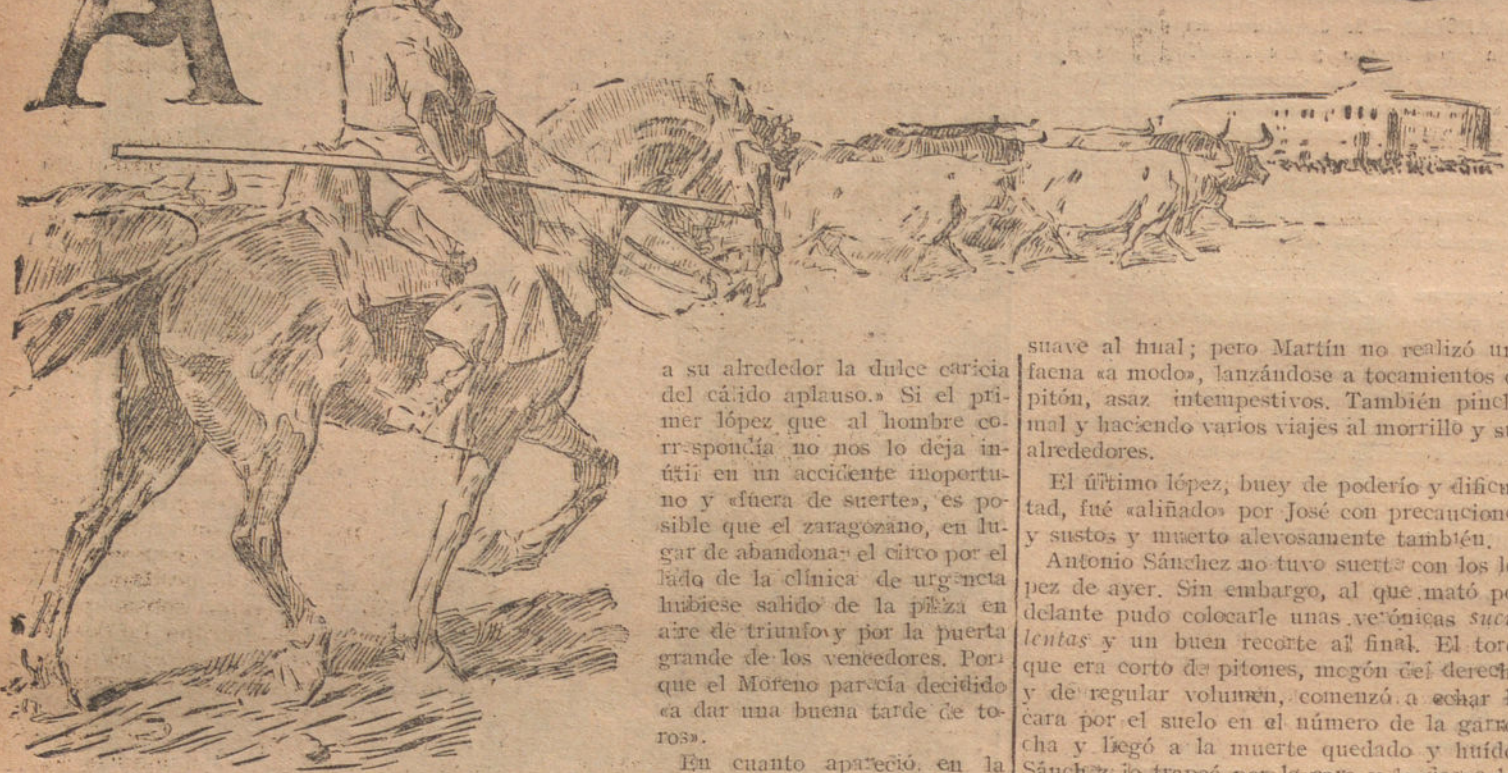 A
a su alrededor la dulce caricia
del cálido aplauso.» Si el pri-
mer lópez que al hombre co-
rrespondía no nos lo deja in-
útil en un accidente inoportu-
no y «fuera de suerte», es po-
sible que el zaragozano, en lu-
gar de abandonar el circo por el
lado de la clínica de urgencia
hubiese salido de la plaza en
aire de triunfo y por la puerta
grande de los vencedores. Por-
que el Moreno parecía decidido
«a dar una buena tarde de to-
ros».
En cuanto apareció en la
suave al final; pero Martín no realizó un
faena «a modo», lanzándose a tocamientos
pitón, asaz intempestivos. También pinch
mal y haciendo varios viajes al morrillo y su
alrededores.
El último lópez, buey de poderío y dificu
tad, fué «aliñado» por José con precaucione
y sustos y muerto alevosamente también.
Antonio Sánchez no tuvo suerte con los ló
pez de ayer. Sin embargo, al que mató po
delante pudo colocarle unas verónicas sucu
lentas y un buen recorte al final. El toro
que era corto de pitones, mogón del derech
y de regular volumen, comenzó a echar
cara por el suelo en el número de la garro
cha y llegó a la muerte quedado y huído
Sánchez lo